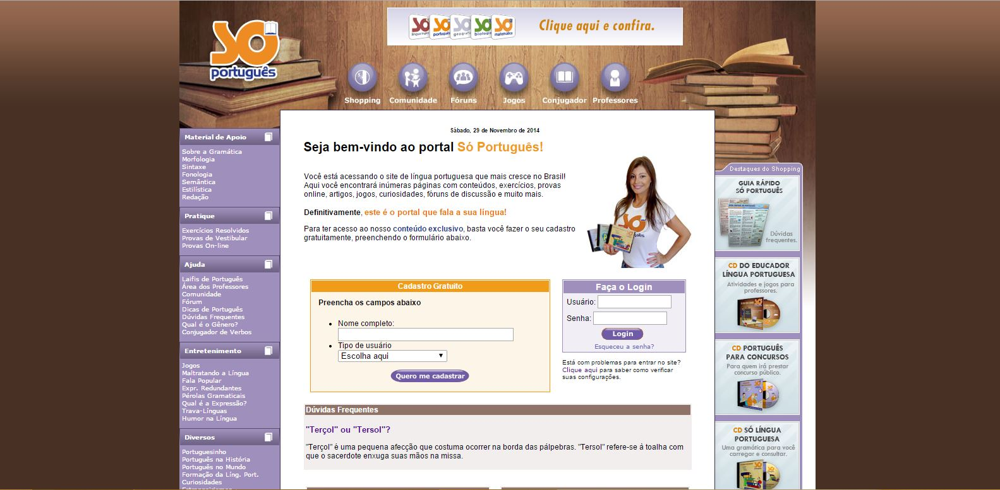 SÓ
português
língua inglesa
português
geografia
biologia
matemática
Clique aqui e confira.
Shopping
Comunidade
Fóruns
Jogos
Conjugador
Professores
Material de Apoio
Sobre a Gramática
Morfologia
Sintaxe
Fonologia
Semântica
Estilística
Redação
Pratique
Exercícios Resolvidos
Provas de Vestibular
Provas On-line
Ajuda
Laifis de Português
Área dos Professores
Comunidade
Fórum
Dicas de Português
Dúvidas Frequentes
Qual é o Gênero?
Conjugador de Verbos
Entretenimento
Jogos
Maltratando a Língua
Fala Popular
Expr. Redundantes
Pérolas Gramaticais
Qual é a Expressão?
Trava-Línguas
Humor na Língua
Diversos
Portuguesinho
Português na História
Português no Mundo
Formação da Líng. Port.
Curiosidades
Estrangeirismos
Sábado, 29 de Novembro de 2014
Seja bem-vindo ao portal Só Português!
Você está acessando o site de língua portuguesa que mais cresce no Brasil!
Aqui você encontrará inúmeras páginas com conteúdos, exercícios, provas
online, artigos, jogos, curiosidades, fóruns de discussão e muito mais.
Definitivamente, este é o portal que fala a sua língua!
Para ter acesso ao nosso conteúdo exclusivo, basta você fazer o seu cadastro
gratuitamente, preenchendo o formulário abaixo.
SÓ
Cadastro Gratuito
Preencha os campos abaixo
Nome completo:
Tipo de usuário
Escolha aqui
Quero me cadastrar
Faça o Login
Usuário:
Senha:
Login
Esqueceu a senha?
Está com problemas para entrar no site?
Clique aqui para saber como verificar
suas configurações.
Dúvidas Frequentes
"Terçol" ou "Tersol"?
"Terçol" é uma pequena afecção que costuma ocorrer na borda das pálpebras. "Tersol" refere-se à toalha com
que o sacerdote enxuga suas mãos na missa.
Destaques do Shopping
GUIA RÁPIDO
SÓ PORTUGUÊS
Dúvidas
frequentes.
CD DO EDUCADOR
LÍNGUA PORTUGUESA
Atividades e jogos para
professores.
CD PORTUGUÊS
PARA CONCURSOS
Para quem irá prestar
concurso público.
CD SÓ LÍNGUA
PORTUGUESA
Uma gramática para você
carregar e consultar.